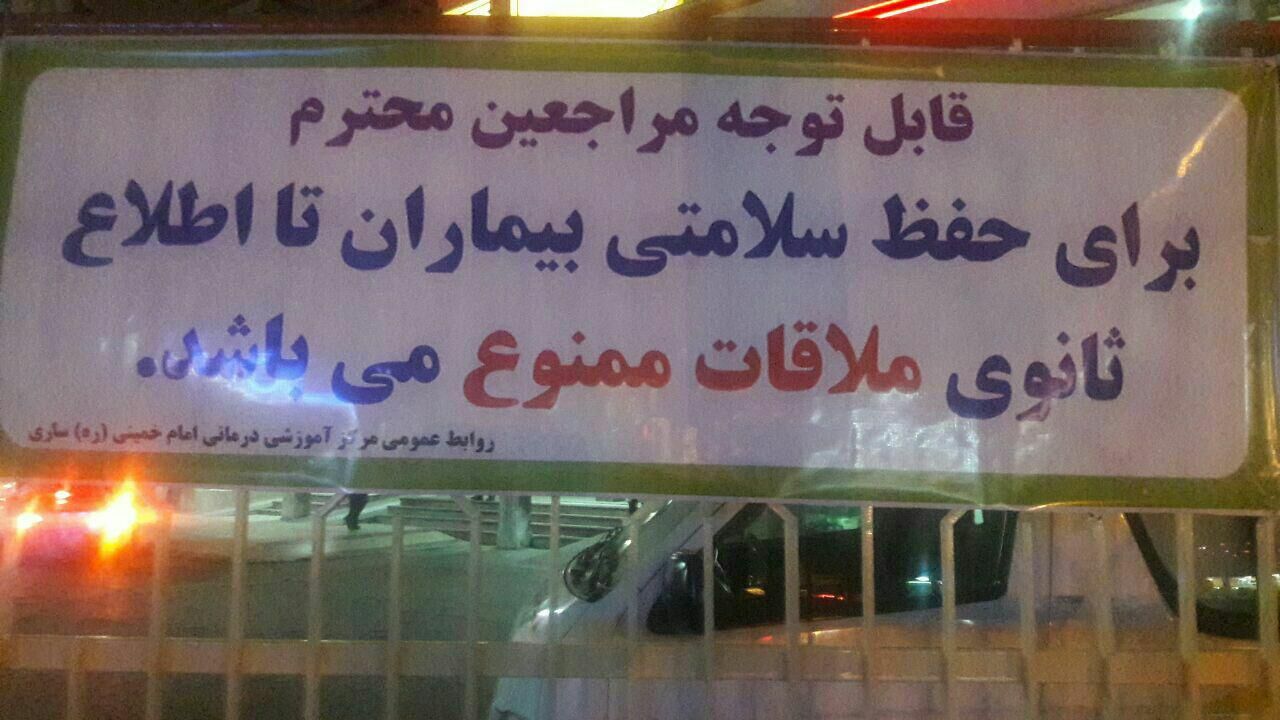 قابل توجه مراجعین محترم
برای حفظ سلامتی بیماران تا اطلاع
ثانوی ملاقات ممنوع می باشد.
روابط عمومی مرکز آموزشی درمانی امام خمینی (ره) ساری